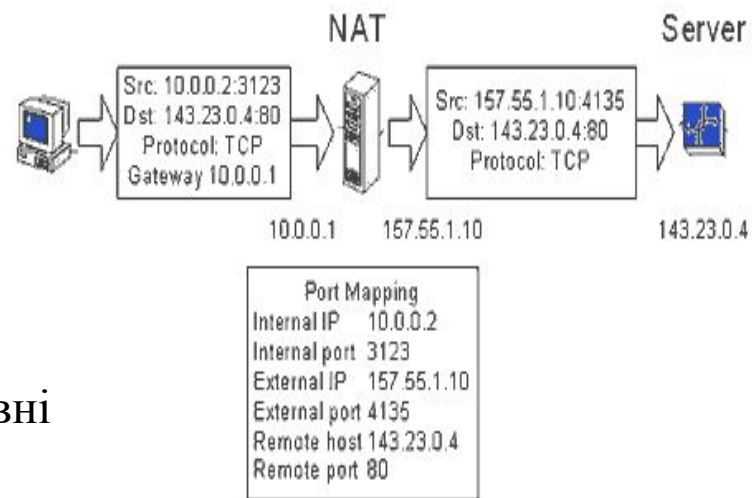 NAT
Server
Src: 10.0.0.2:3123
Dst: 143.23.0.4:80
Protocol: TCP
Gateway 10.0.0.1
Src: 157.55.1.10:4135
Dst: 143.23.0.4:80
Protocol: TCP
10.0.0.1
157.55.1.10
143.23.0.4
Port Mapping
Internal IP 10.0.0.2
Internal port 3123
External IP 157.55.1.10
External port 4135
Remote host 143.23.0.4
Remote port 80
вні